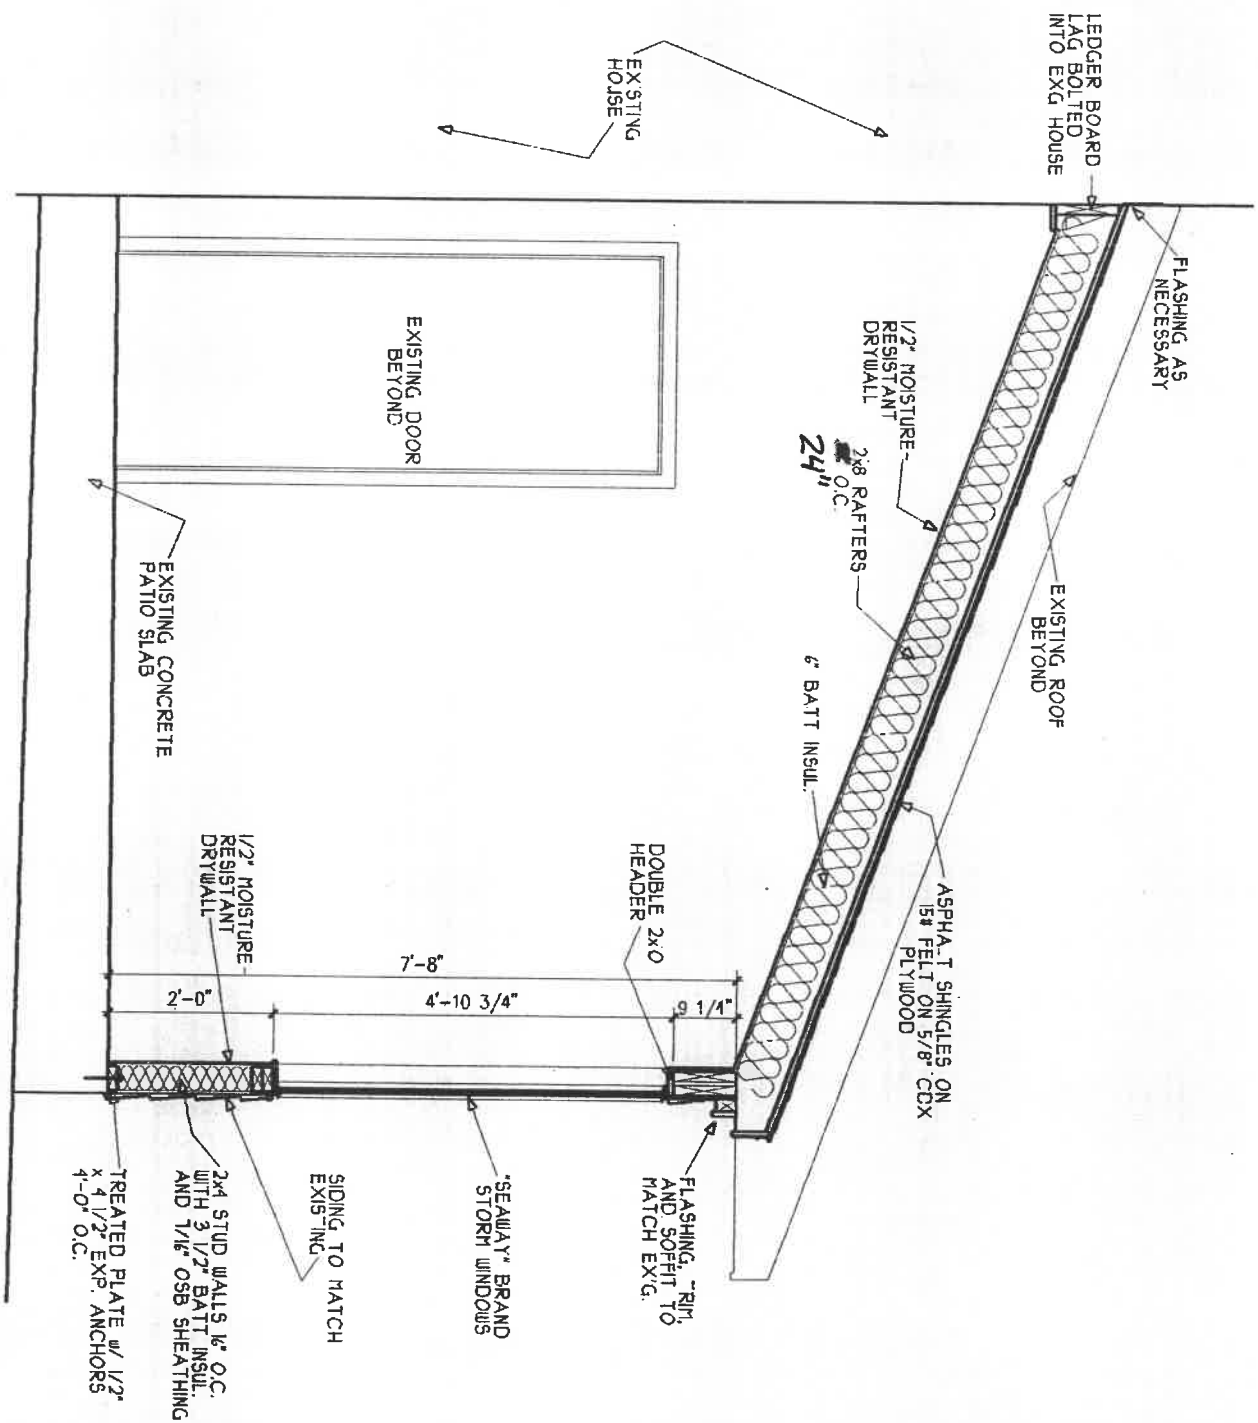 LEDGER BOARD
LAG BOLTED
INTO EXG HOUSE
EXISTING
HOUSE
FLASHING AS
NECESSARY
1/2" MOISTURE-
RESISTANT
DRYWALL
2x8 RAFTERS
O.C.
24"
EXISTING ROOF
BEYOND
EXISTING DOOR
BEYOND
EXISTING CONCRETE
PATIO SLAB
6" BATT INSUL.
ASPHALT SHINGLES ON
15# FELT ON 5/8" CDX
PLYWOOD
DOUBLE 2x10
HEADER
1/2" MOISTURE-
RESISTANT
DRYWALL
7'-8"
2'-0"
4'-10 3/4"
9 1/4"
FLASHING, TRIM,
AND SOFFIT TO
MATCH EX'G.
"SEAWAY" BRAND
STORM WINDOWS
SIDING TO MATCH
EXISTING
2x4 STUD WALLS 16" O.C.
WITH 3 1/2" BATT INSUL.
AND 7/16" OSB SHEATHING
TREATED PLATE w/ 1/2"
x 4 1/2" EXP. ANCHORS
4'-0" O.C.